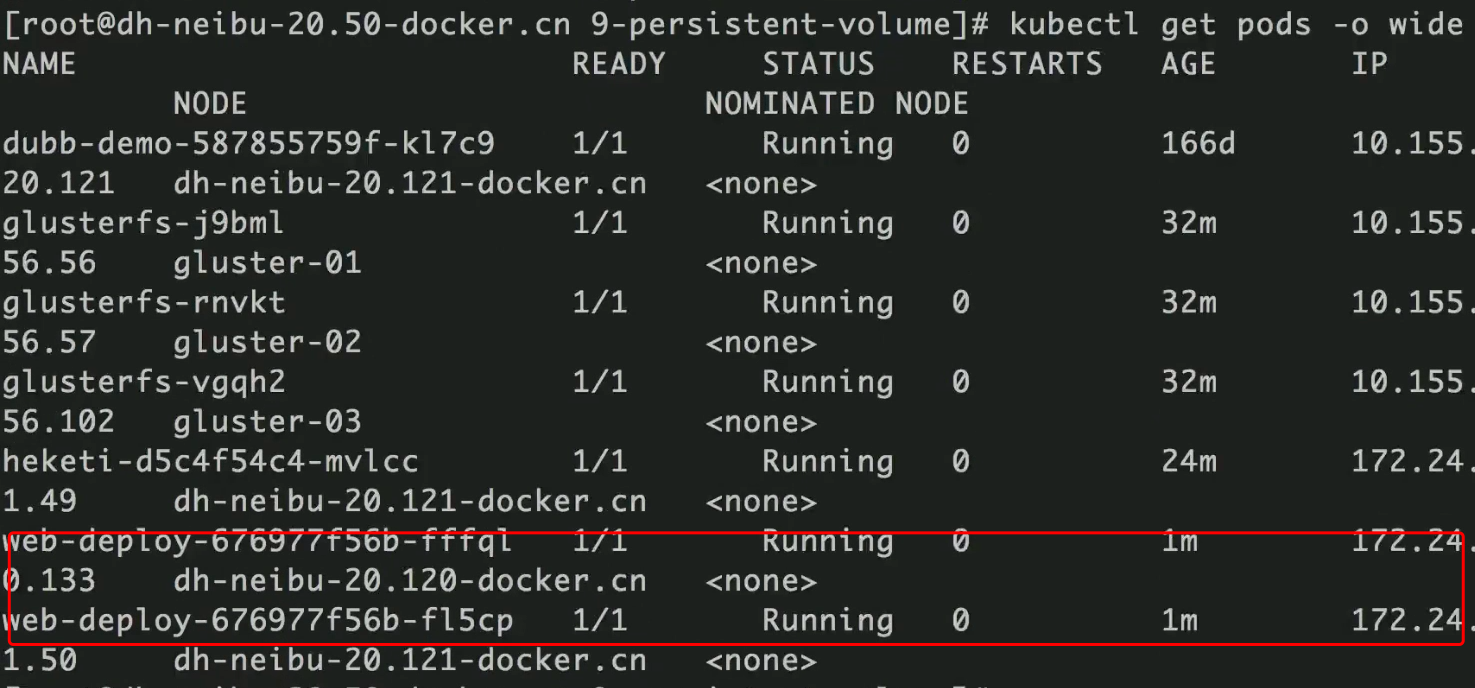 [root@dh-neibu-20.50-docker.cn 9-persistent-volume]# kubectl get pods -o wide
NAME READY STATUS RESTARTS AGE IP
NODE NOMINATED NODE
dubb-demo-587855759f-kl7c9 1/1 Running 0 166d 10.155.
20.121 dh-neibu-20.121-docker.cn <none>
glusterfs-j9bml 1/1 Running 0 32m 10.155.
56.56 gluster-01 <none>
glusterfs-rnvkt 1/1 Running 0 32m 10.155.
56.57 gluster-02 <none>
glusterfs-vgqh2 1/1 Running 0 32m 10.155.
56.102 gluster-03 <none>
heketi-d5c4f54c4-mvlcc 1/1 Running 0 24m 172.24.
1.49 dh-neibu-20.121-docker.cn <none>
web-deploy-676977f56b-fffql 1/1 Running 0 1m 172.24.
0.133 dh-neibu-20.120-docker.cn <none>
web-deploy-676977f56b-fl5cp 1/1 Running 0 1m 172.24.
1.50 dh-neibu-20.121-docker.cn <none>